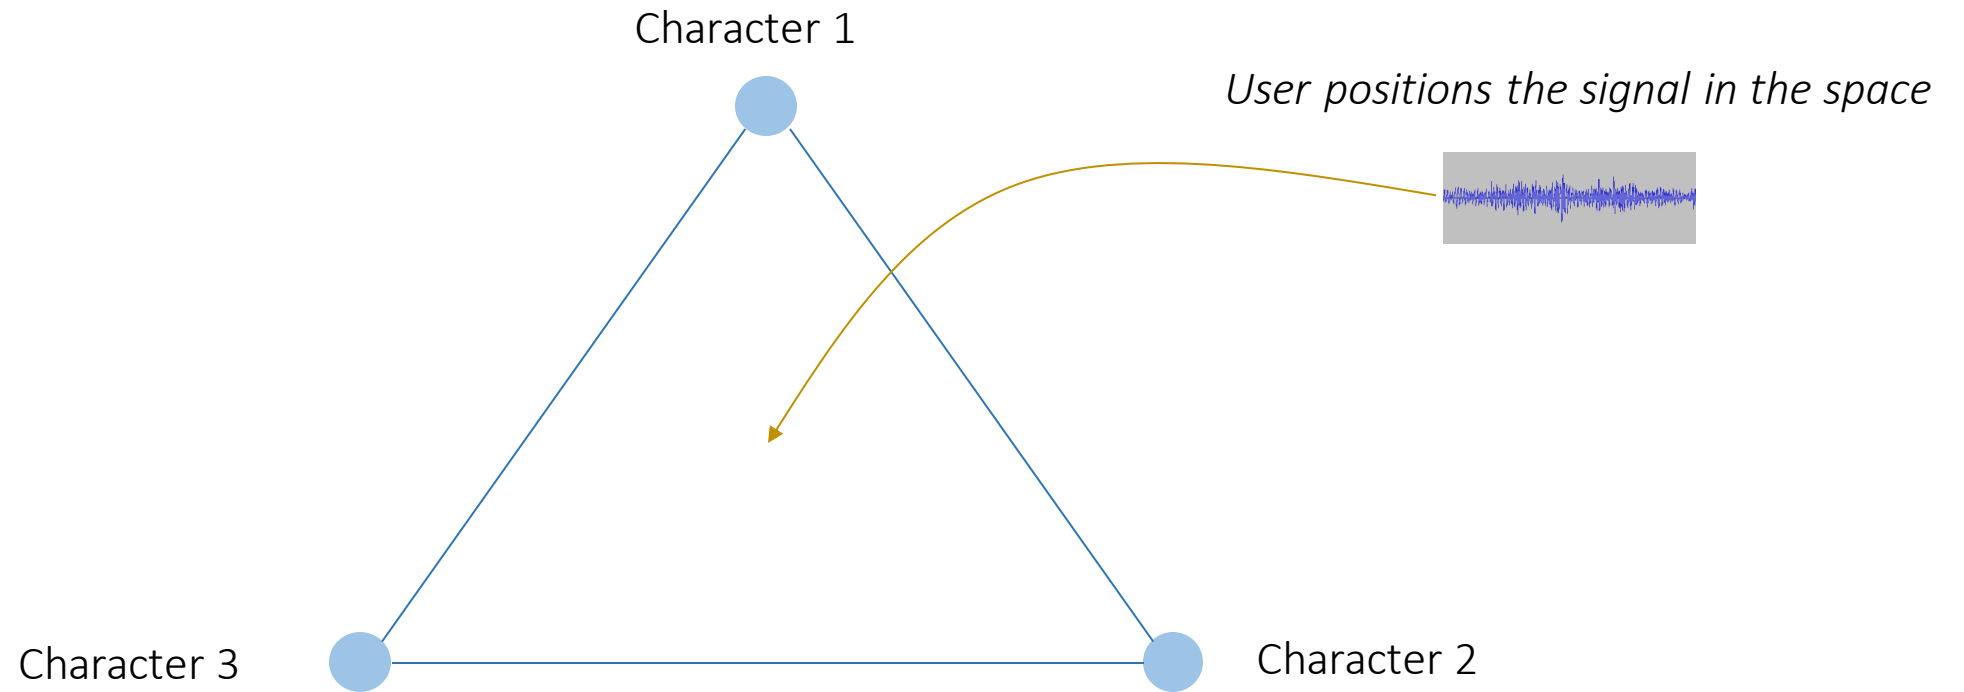 Character 1
User positions the signal in the space
Character 3
Character 2